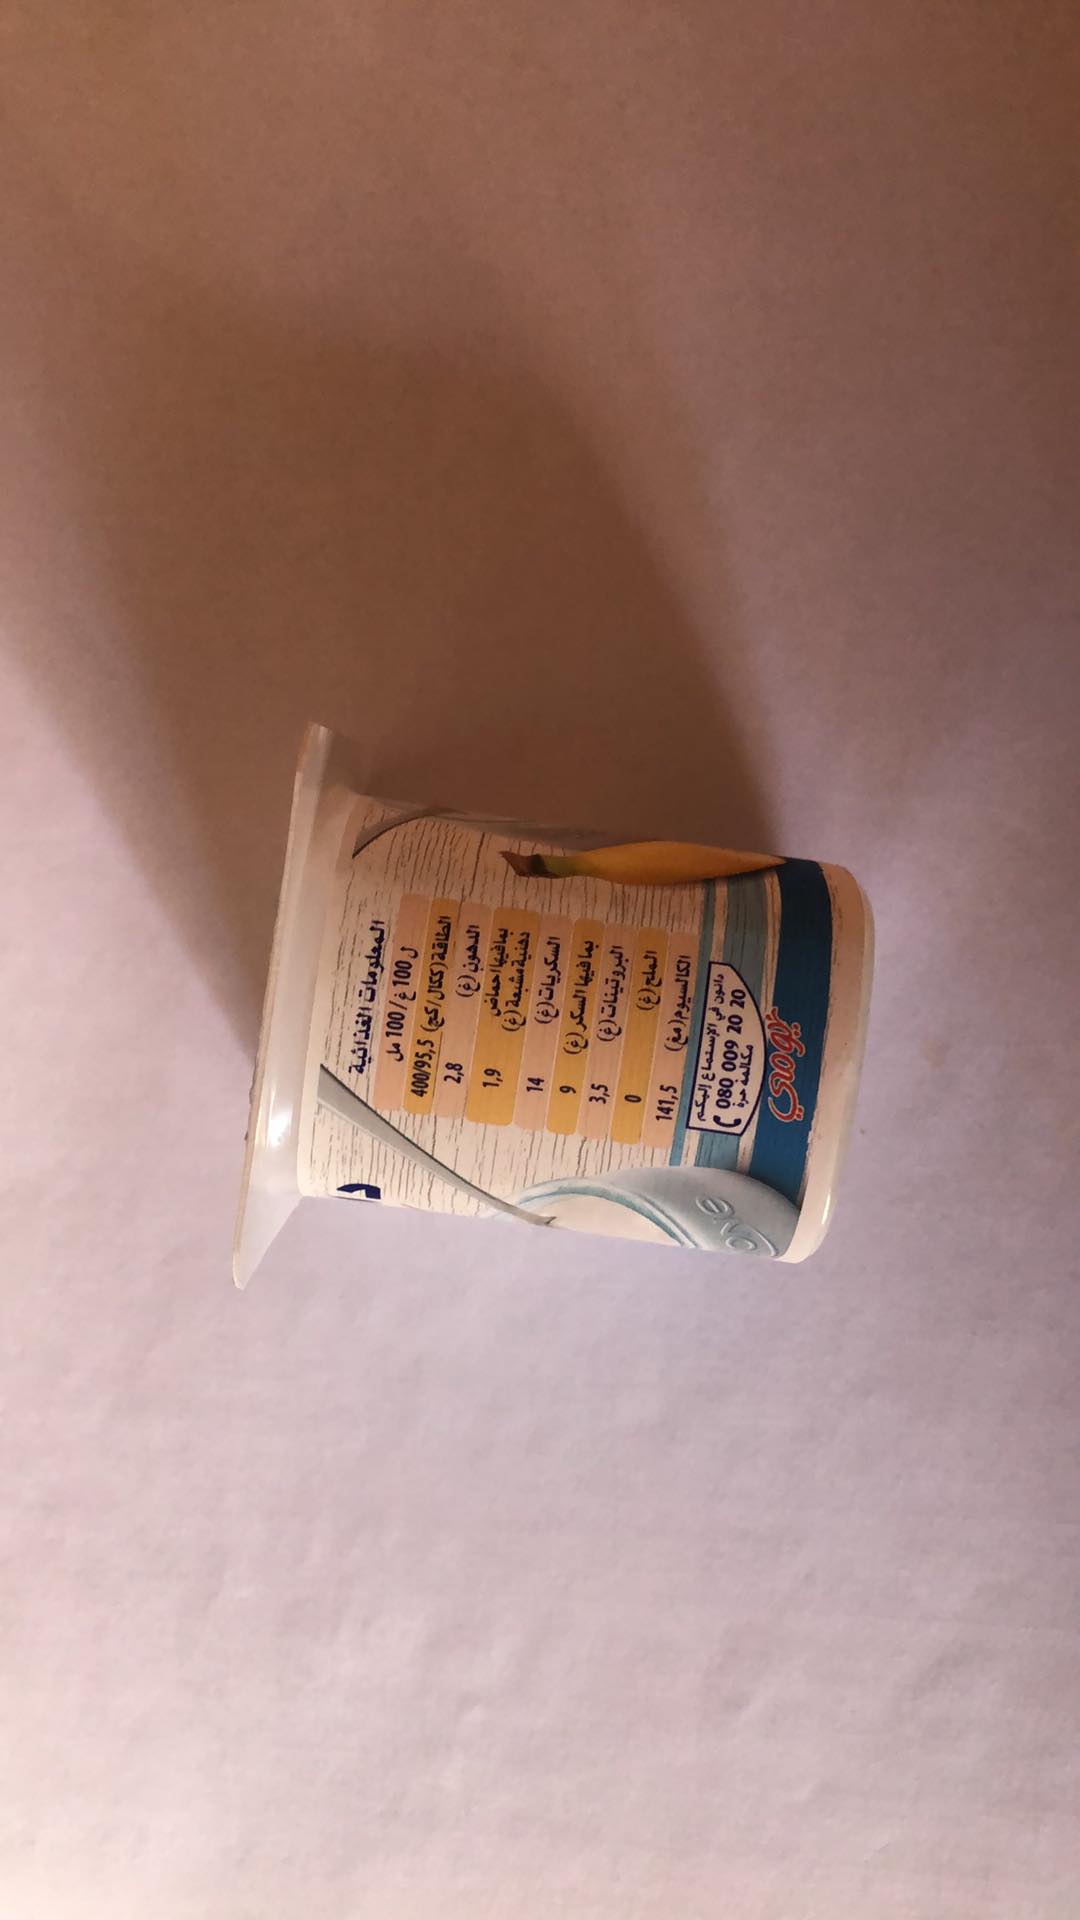 المعلومات الغذائية
ل 100 غ / 100 مل
الطاقة (ككال/كج) 400/95,5
الدهون (غ) 2,8
بما فيها احماض
دهنية مشبعة (غ) 1,9
السكريات (غ) 14
بما فيها السكر (غ) 9
البروتينات (غ) 3,5
الملح (غ) 0
الكالسيوم (مغ) 141,5
دانون في الإستماع إليكم
080 009 20 20
مكالمة حرة
يومي